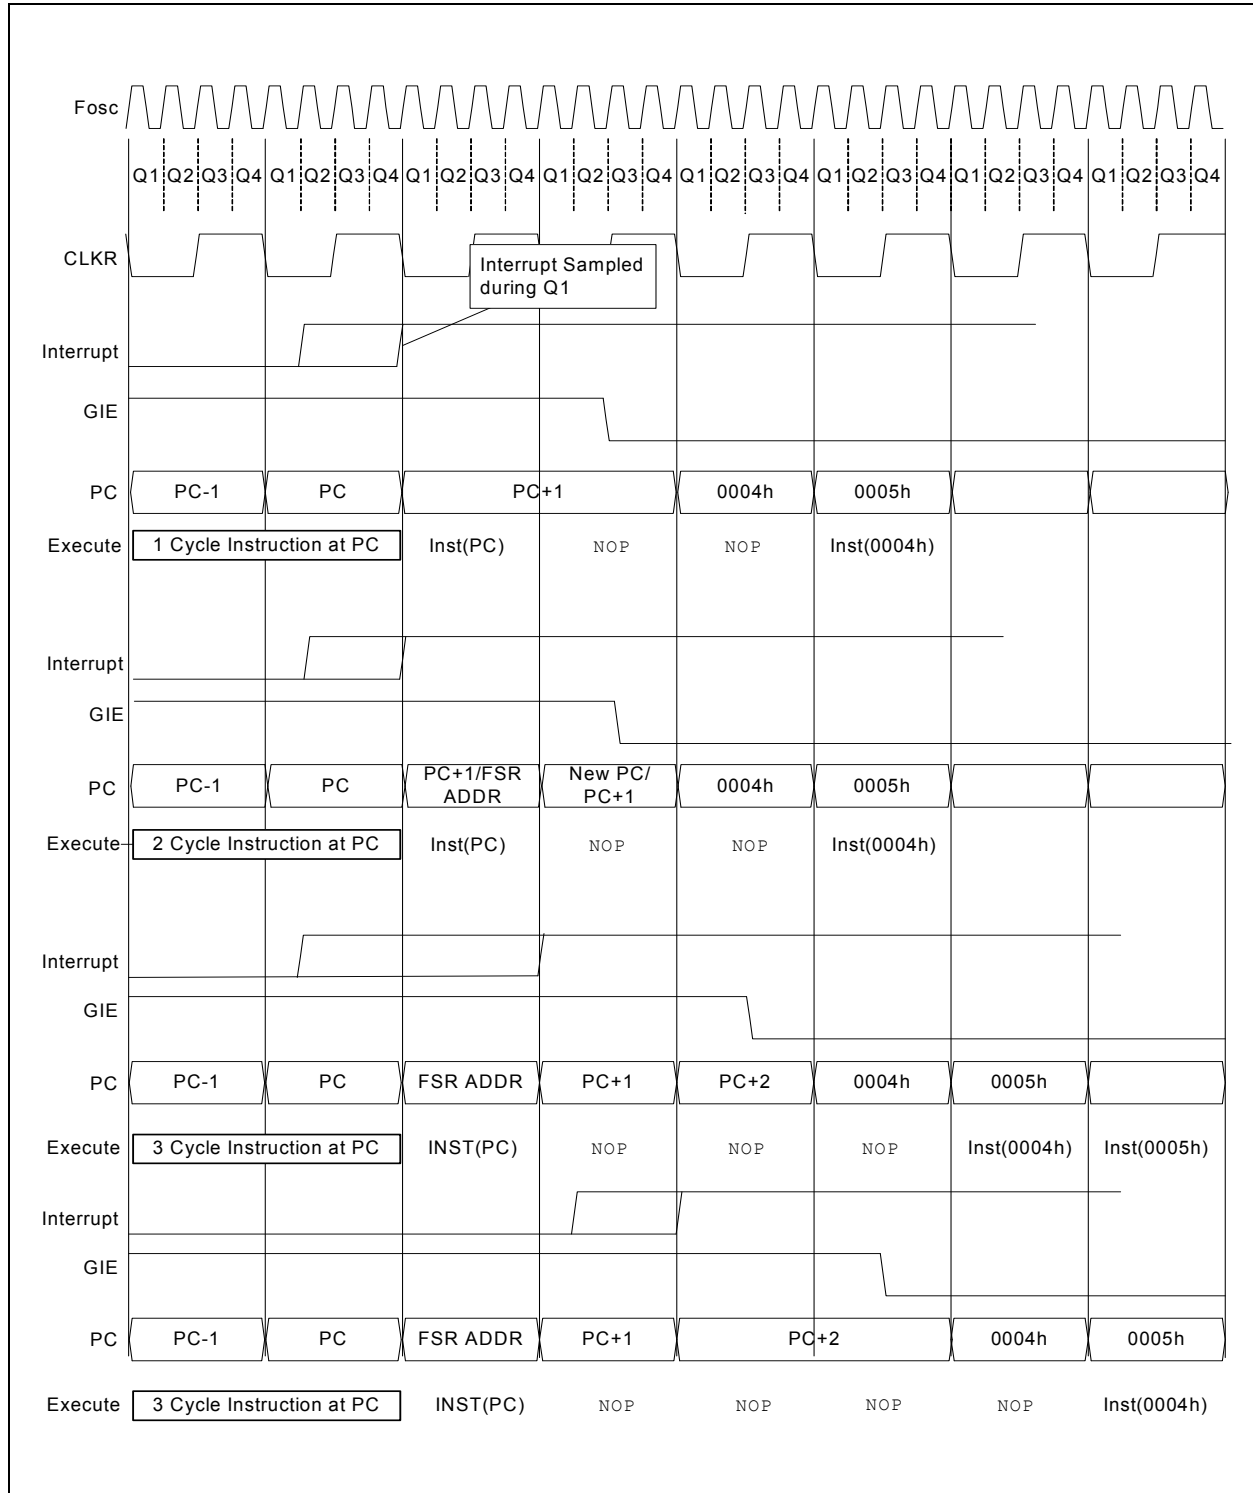 Fosc
Q1 Q2 Q3 Q4 Q1 Q2 Q3 Q4 Q1 Q2 Q3 Q4 Q1 Q2 Q3 Q4 Q1 Q2 Q3 Q4 Q1 Q2 Q3 Q4 Q1 Q2 Q3 Q4 Q1 Q2 Q3 Q4
CLKR
Interrupt Sampled
during Q1
Interrupt
GIE
PC PC-1 PC PC+1 0004h 0005h
Execute 1 Cycle Instruction at PC Inst(PC) NOP NOP Inst(0004h)
Interrupt
GIE
PC PC-1 PC PC+1/FSR ADDR New PC/ PC+1 0004h 0005h
Execute 2 Cycle Instruction at PC Inst(PC) NOP NOP Inst(0004h)
Interrupt
GIE
PC PC-1 PC FSR ADDR PC+1 PC+2 0004h 0005h
Execute 3 Cycle Instruction at PC INST(PC) NOP NOP NOP Inst(0004h) Inst(0005h)
Interrupt
GIE
PC PC-1 PC FSR ADDR PC+1 PC+2 0004h 0005h
Execute 3 Cycle Instruction at PC INST(PC) NOP NOP NOP NOP Inst(0004h)